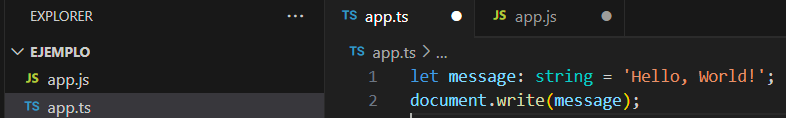 EXPLORER ...
EJEMPLO
JS app.js
TS app.ts
TS app.ts JS app.js
TS app.ts > ...
1 let message: string = 'Hello, World!';
2 document.write(message);